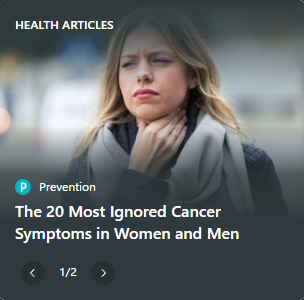 HEALTH ARTICLES
P Prevention
The 20 Most Ignored Cancer
Symptoms in Women and Men
1/2